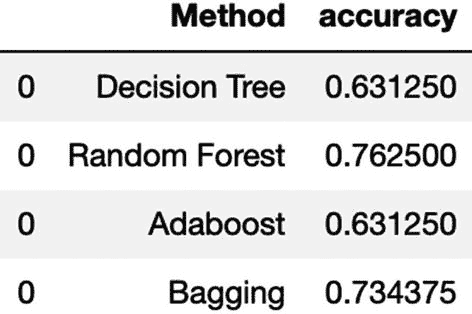 Method accuracy
0 Decision Tree 0.631250
0 Random Forest 0.762500
0 Adaboost 0.631250
0 Bagging 0.734375